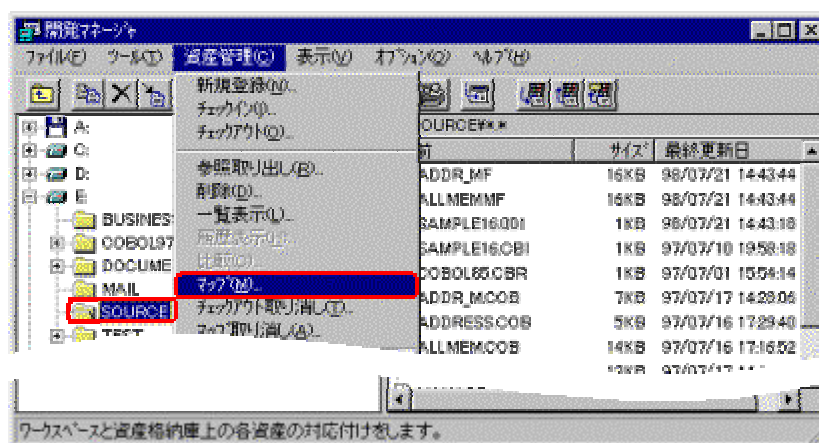 開発マネージャ
ファイル(F) ツール(T) 資産管理(C) 表示(V) オプション(O) ヘルプ(H)
新規登録(N)...
チェックイン(I)...
チェックアウト(O)...
参照取り出し(R)...
削除(D)...
一覧表示(L)...
履歴表示(H)...
比較(C)...
マップ(M)...
チェックアウト取り消し(T)...
マップ取り消し(A)...
A:
C:
D:
E:
BUSINES
COBOL97
DOCUME
MAIL
SOURCE
TEST
OURCE¥*.*
前 サイズ 最終更新日
ADDR_MF 16KB 98/07/21 14:43:44
ALLMEMMF 16KB 98/07/21 14:43:44
SAMPLE16.001 1KB 98/07/21 14:43:18
SAMPLE16.CBI 1KB 97/07/10 19:58:18
COBOL85.CBR 1KB 97/07/01 15:54:14
ADDR_M.COB 7KB 97/07/17 14:28:06
ADDRESS.COB 5KB 97/07/16 17:29:40
ALLMEM.COB 14KB 97/07/16 17:16:52
ワークスペースと資産格納庫上の各資産の対応付けをします。